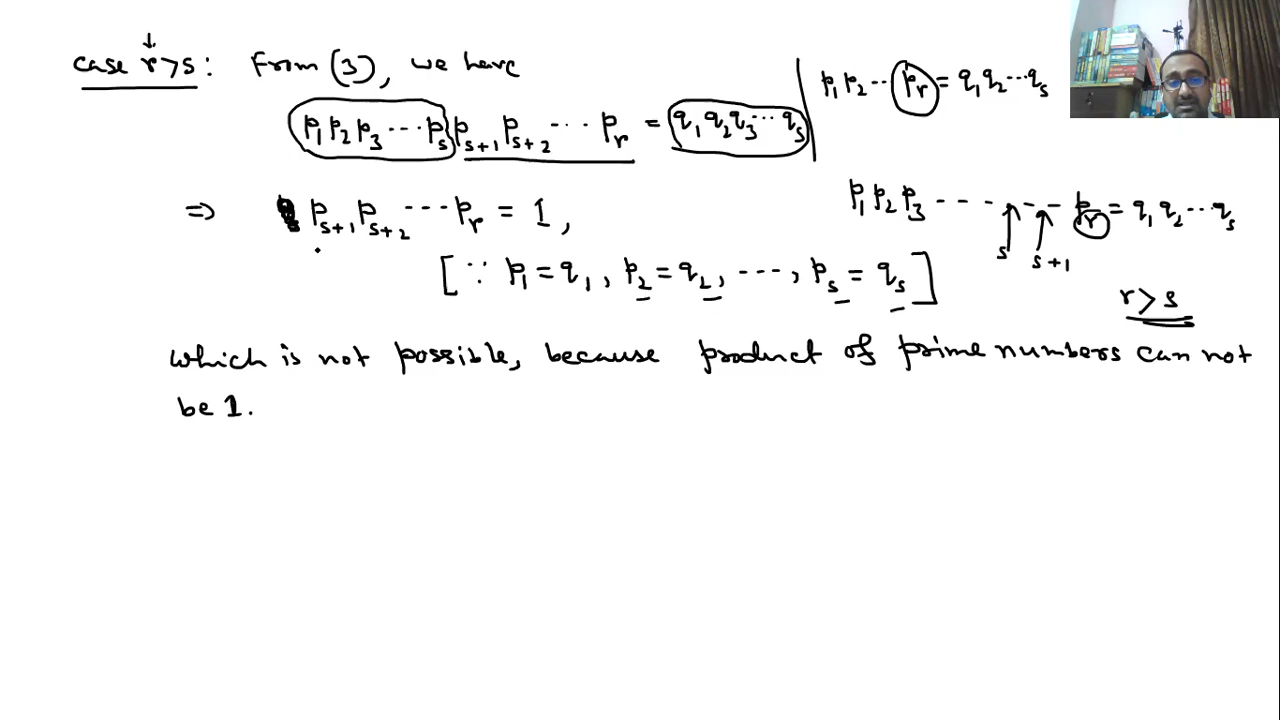 case r>s: From (3), we have
p₁p₂p₃⋯pₛpₛ₊₁pₛ₊₂⋯pᵣ = q₁q₂q₃⋯qₛ
⇒ pₛ₊₁pₛ₊₂⋯pᵣ = 1,
[∵ p₁=q₁, p₂=q₂, ⋯, pₛ=qₛ]
which is not possible, because product of prime numbers can not
be 1.
p₁p₂⋯pᵣ = q₁q₂⋯qₛ
p₁p₂p₃------pᵣ = q₁q₂⋯qₛ
s s+1
r>s